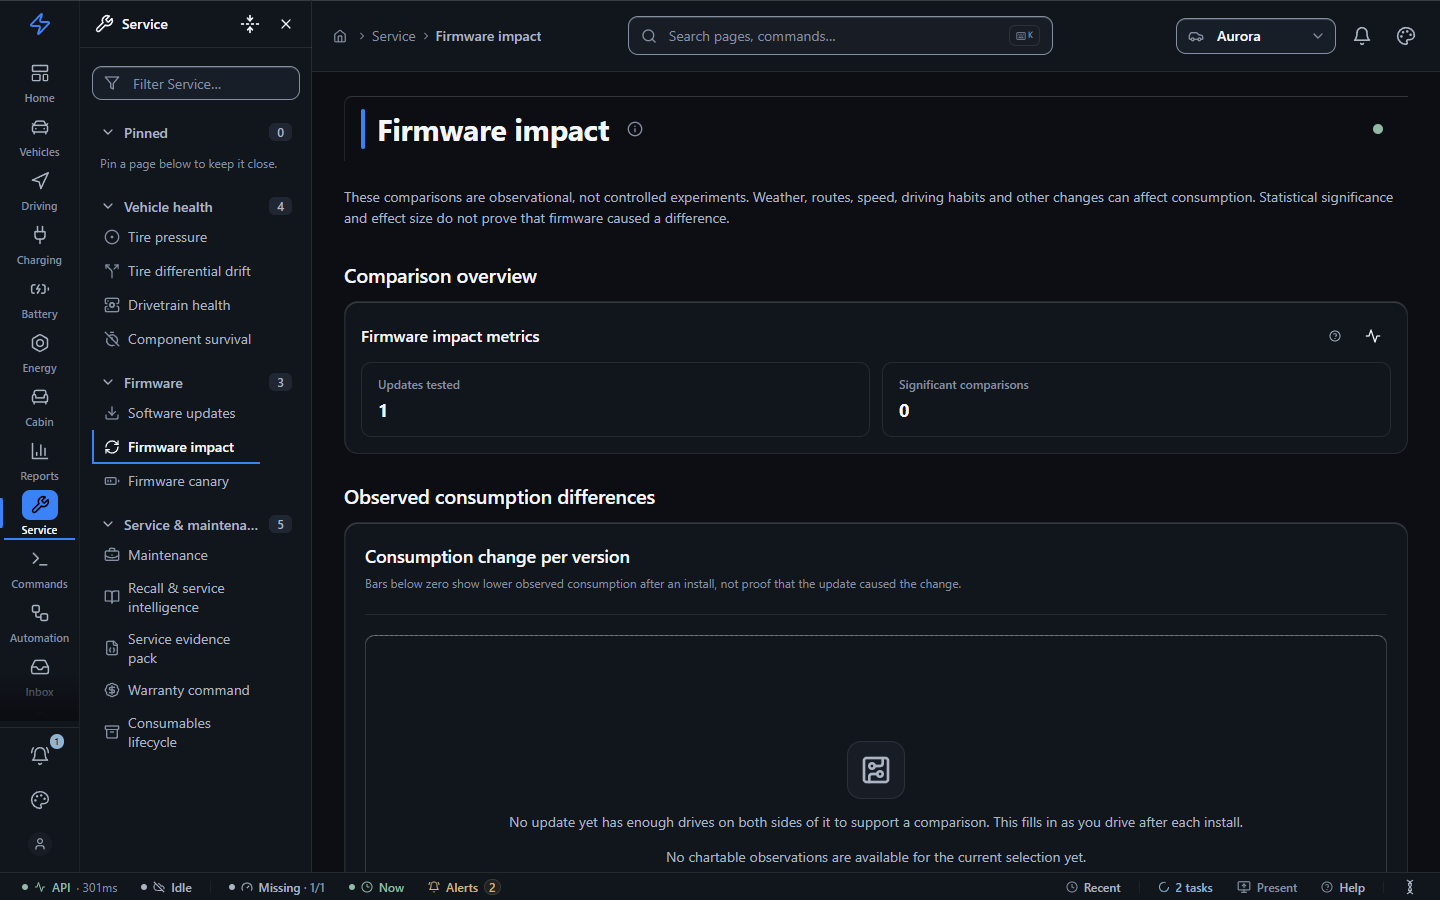 Service
Service
Firmware impact
Search pages, commands...
K
Aurora
Home
Vehicles
Driving
Charging
Battery
Energy
Cabin
Reports
Service
Commands
Automation
Inbox
1
Filter Service...
Pinned
0
Pin a page below to keep it close.
Vehicle health
4
Tire pressure
Tire differential drift
Drivetrain health
Component survival
Firmware
3
Software updates
Firmware impact
Firmware canary
Service & maintena...
5
Maintenance
Recall & service
intelligence
Service evidence
pack
Warranty command
Consumables
lifecycle
Firmware impact
These comparisons are observational, not controlled experiments. Weather, routes, speed, driving habits and other changes can affect consumption. Statistical significance
and effect size do not prove that firmware caused a difference.
Comparison overview
Firmware impact metrics
Updates tested
1
Significant comparisons
0
Observed consumption differences
Consumption change per version
Bars below zero show lower observed consumption after an install, not proof that the update caused the change.
No update yet has enough drives on both sides of it to support a comparison. This fills in as you drive after each install.
No chartable observations are available for the current selection yet.
API · 301ms
Idle
Missing · 1/1
Now
Alerts 2
Recent
2 tasks
Present
Help